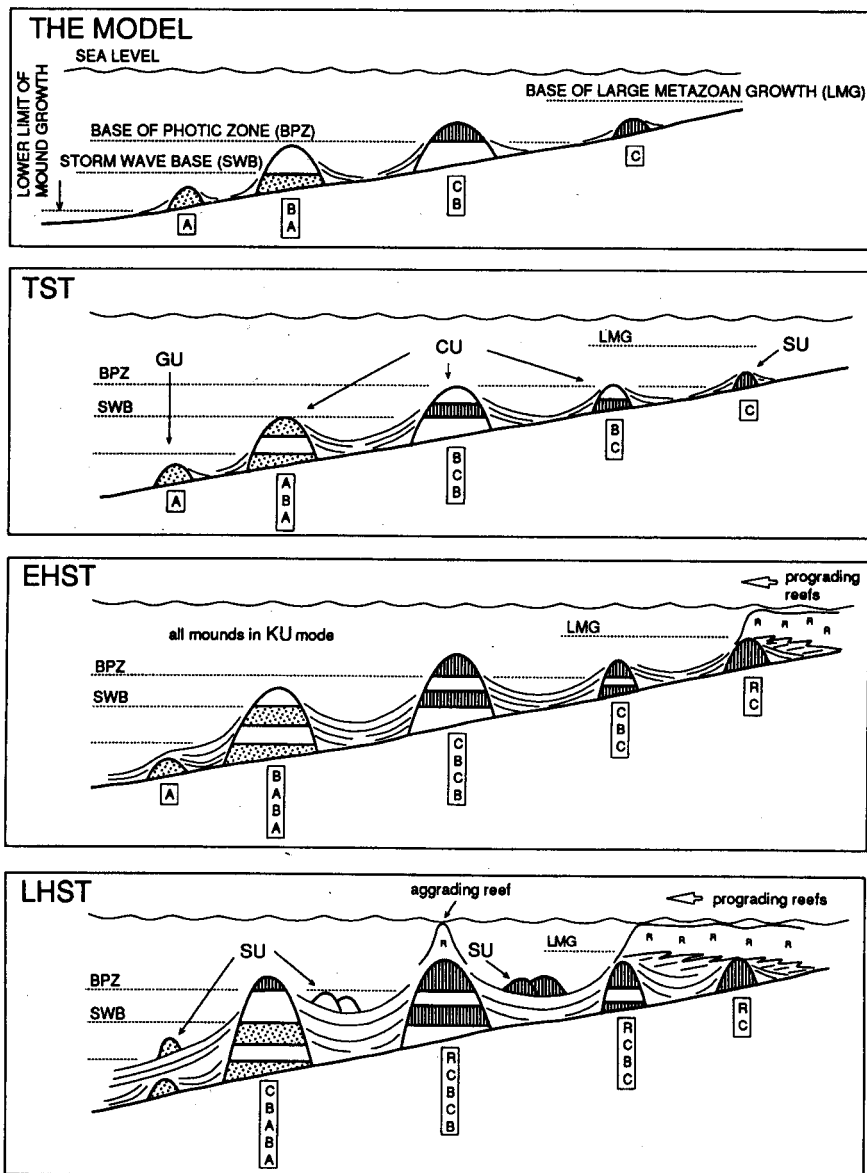 THE MODEL
SEA LEVEL
LOWER LIMIT OF
MOUND GROWTH
BASE OF LARGE METAZOAN GROWTH (LMG)
BASE OF PHOTIC ZONE (BPZ)
STORM WAVE BASE (SWB)
A
B
A
C
B
C
TST
GU
CU
LMG
SU
BPZ
SWB
A
A
B
A
B
C
B
B
C
C
EHST
prograding
reefs
all mounds in KU mode
LMG
R R R
R
BPZ
SWB
A
B
A
B
A
C
B
C
B
C
B
C
R
C
LHST
aggrading reef
prograding reefs
SU
R
SU
LMG
R R R R
R
BPZ
SWB
C
B
A
B
A
R
C
B
C
B
R
C
B
C
R
C